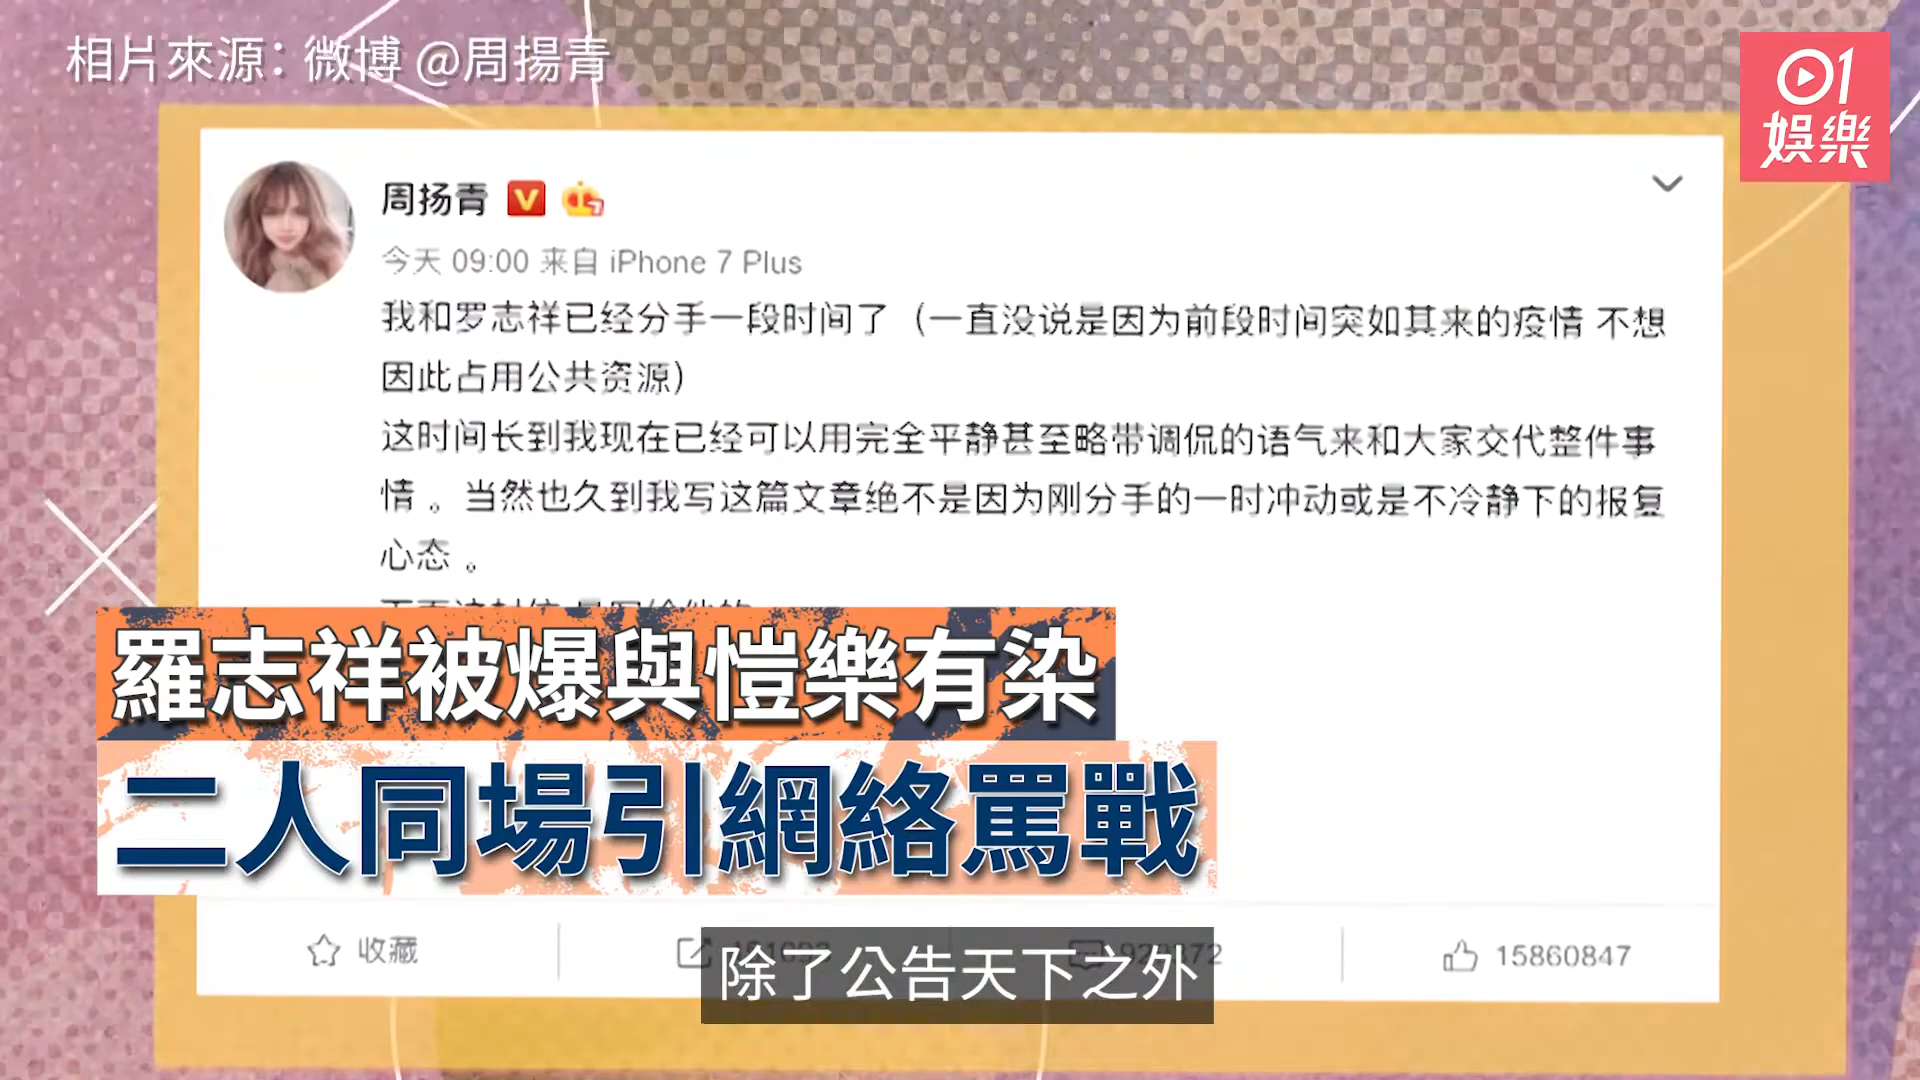 相片來源：微博 @周揚青
01
娛樂
周扬青
今天 09:00 来自 iPhone 7 Plus
我和罗志祥已经分手一段时间了（一直没说是因为前段时间突如其来的疫情 不想
因此占用公共资源）
这时间长到我现在已经可以用完全平静甚至略带调侃的语气来和大家交代整件事
情。当然也久到我写这篇文章绝不是因为刚分手的一时冲动或是不冷静下的报复
心态。
羅志祥被爆與愷樂有染
二人同場引網絡罵戰
收藏
15860847
除了公告天下之外